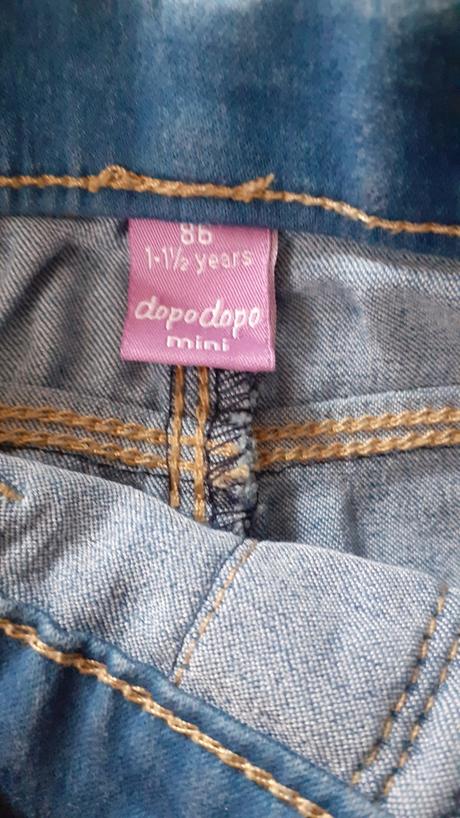 86
1-1½ years
dopodopo
mini